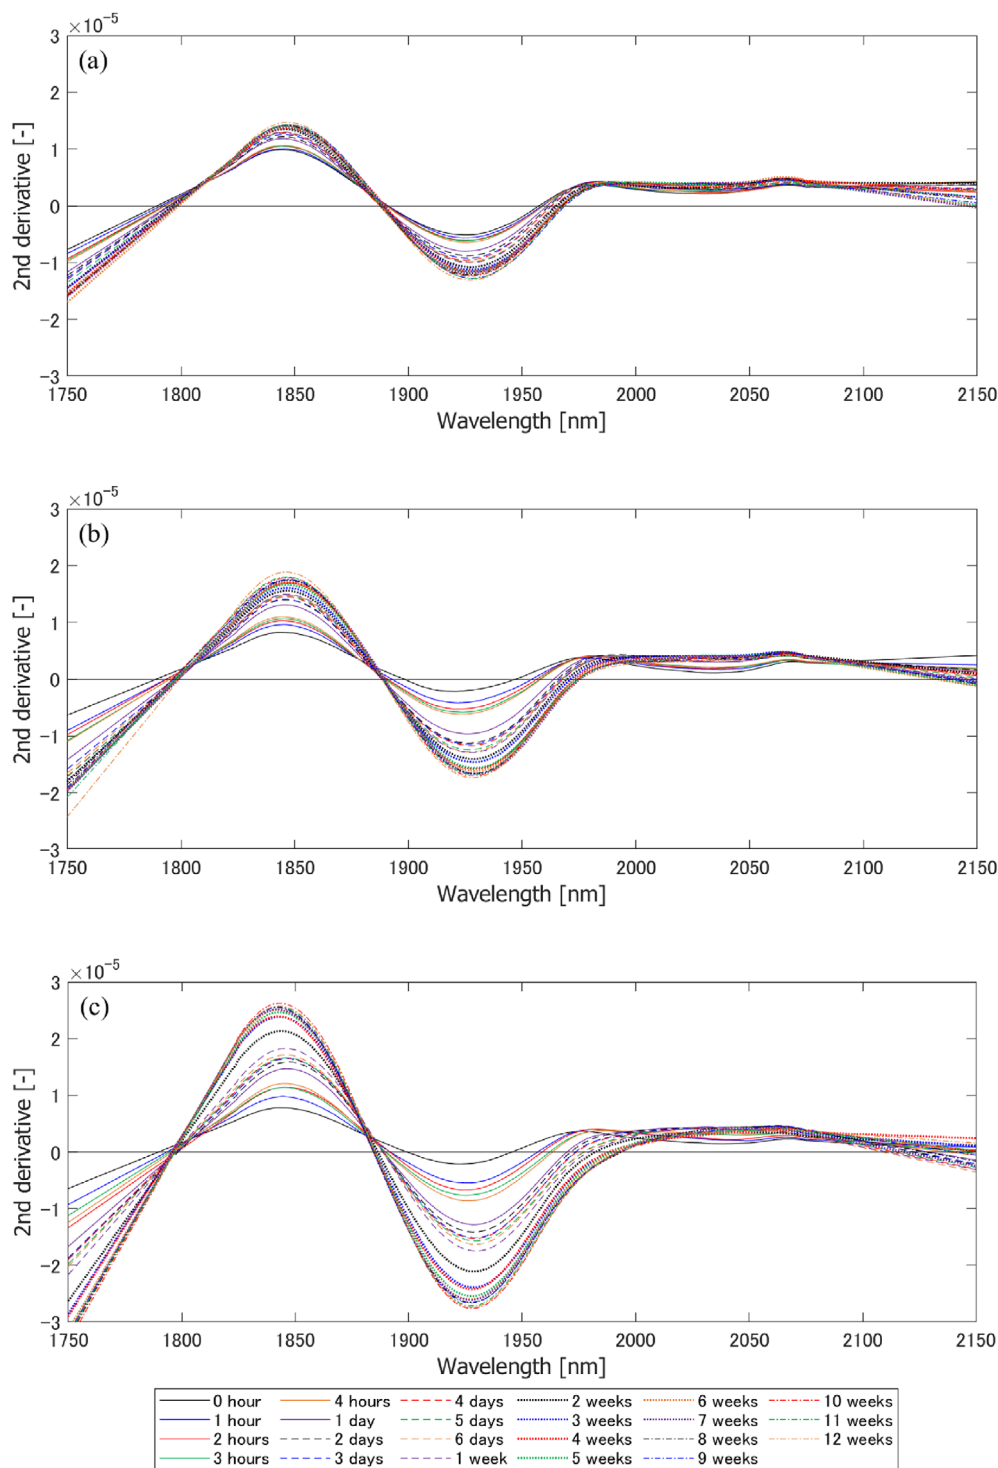 ×10⁻⁵
(a)
3
2
1
0
−1
−2
−3
2nd derivative [-]
1750 1800 1850 1900 1950 2000 2050 2100 2150
Wavelength [nm]
×10⁻⁵
(b)
3
2
1
0
−1
−2
−3
2nd derivative [-]
1750 1800 1850 1900 1950 2000 2050 2100 2150
Wavelength [nm]
×10⁻⁵
(c)
3
2
1
0
−1
−2
−3
2nd derivative [-]
1750 1800 1850 1900 1950 2000 2050 2100 2150
Wavelength [nm]
0 hour 4 hours 4 days 2 weeks 6 weeks 10 weeks
1 hour 1 day 5 days 3 weeks 7 weeks 11 weeks
2 hours 2 days 6 days 4 weeks 8 weeks 12 weeks
3 hours 3 days 1 week 5 weeks 9 weeks